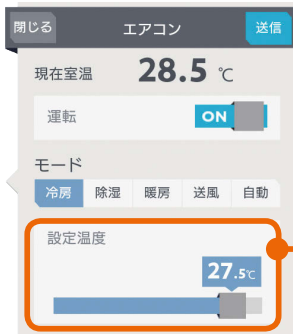 閉じる エアコン 送信
現在室温 28.5 ℃
運転 ON
モード
冷房 除湿 暖房 送風 自動
設定温度
27.5℃